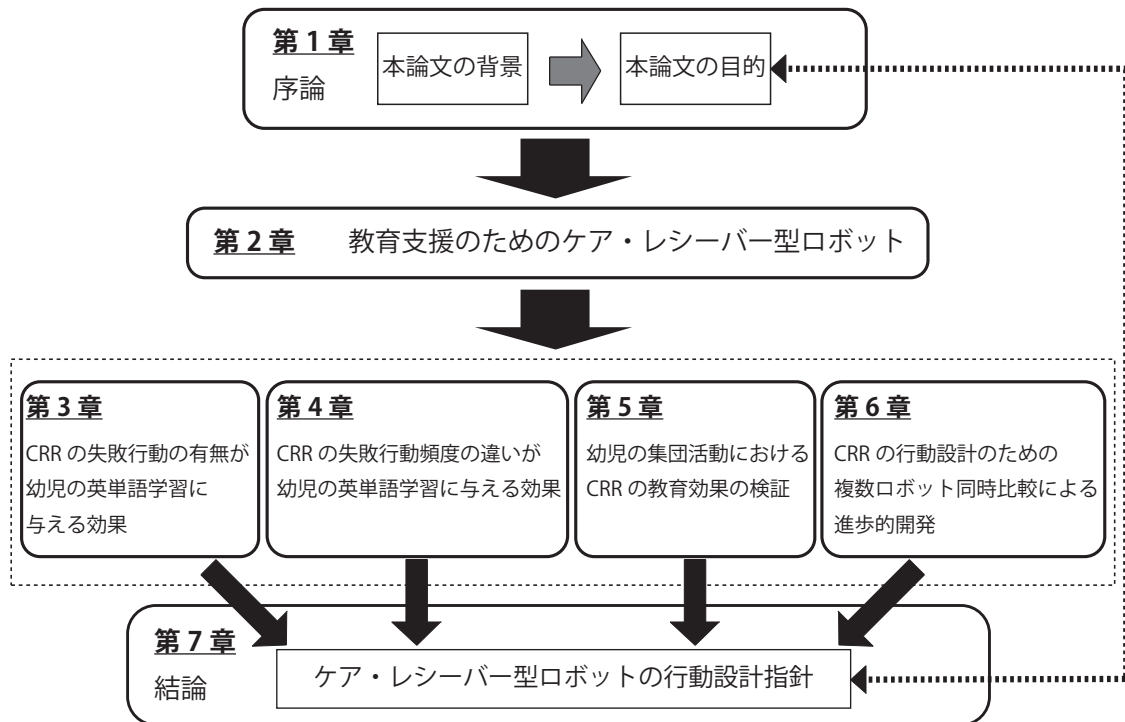 第1章
序論
本論文の背景
本論文の目的
第2章 教育支援のためのケア・レシーバー型ロボット
第3章
CRR の失敗行動の有無が
幼児の英単語学習に
与える効果
第4章
CRR の失敗行動頻度の違いが
幼児の英単語学習に与える効果
第5章
幼児の集団活動における
CRR の教育効果の検証
第6章
CRR の行動設計のための
複数ロボット同時比較による
進歩的開発
第7章
結論
ケア・レシーバー型ロボットの行動設計指針